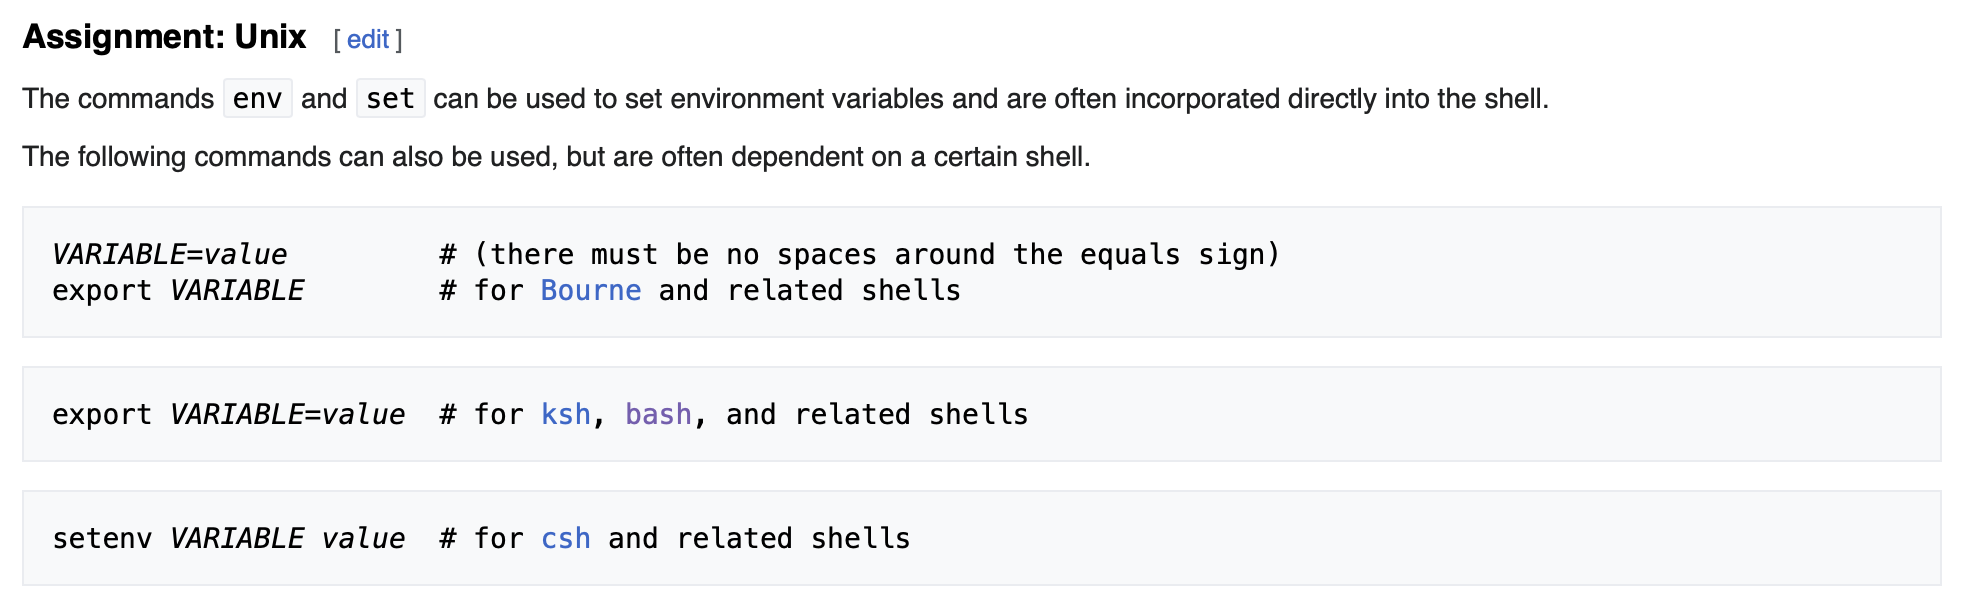 Assignment: Unix [ edit ]
The commands env and set can be used to set environment variables and are often incorporated directly into the shell.
The following commands can also be used, but are often dependent on a certain shell.
VARIABLE=value         # (there must be no spaces around the equals sign)
export VARIABLE        # for Bourne and related shells
export VARIABLE=value  # for ksh, bash, and related shells
setenv VARIABLE value  # for csh and related shells